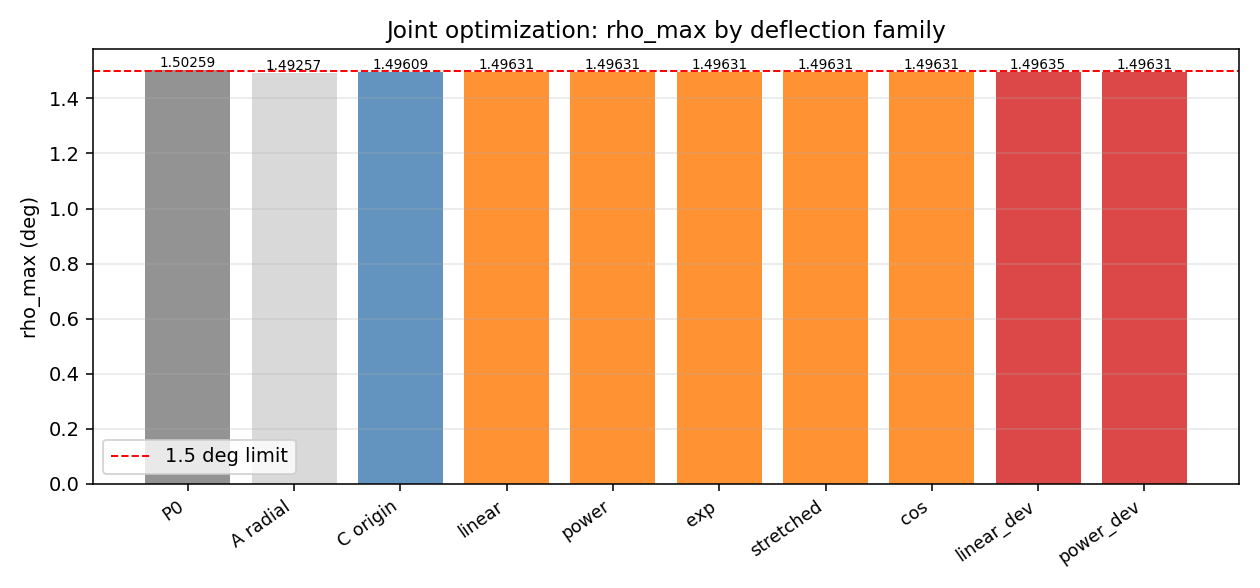 Joint optimization: rho_max by deflection family
1.50259 1.49257 1.49609 1.49631 1.49631 1.49631 1.49631 1.49631 1.49635 1.49631
rho_max (deg)
1.4
1.2
1.0
0.8
0.6
0.4
0.2
0.0
1.5 deg limit
P0 A radial C origin linear power exp stretched cos linear_dev power_dev